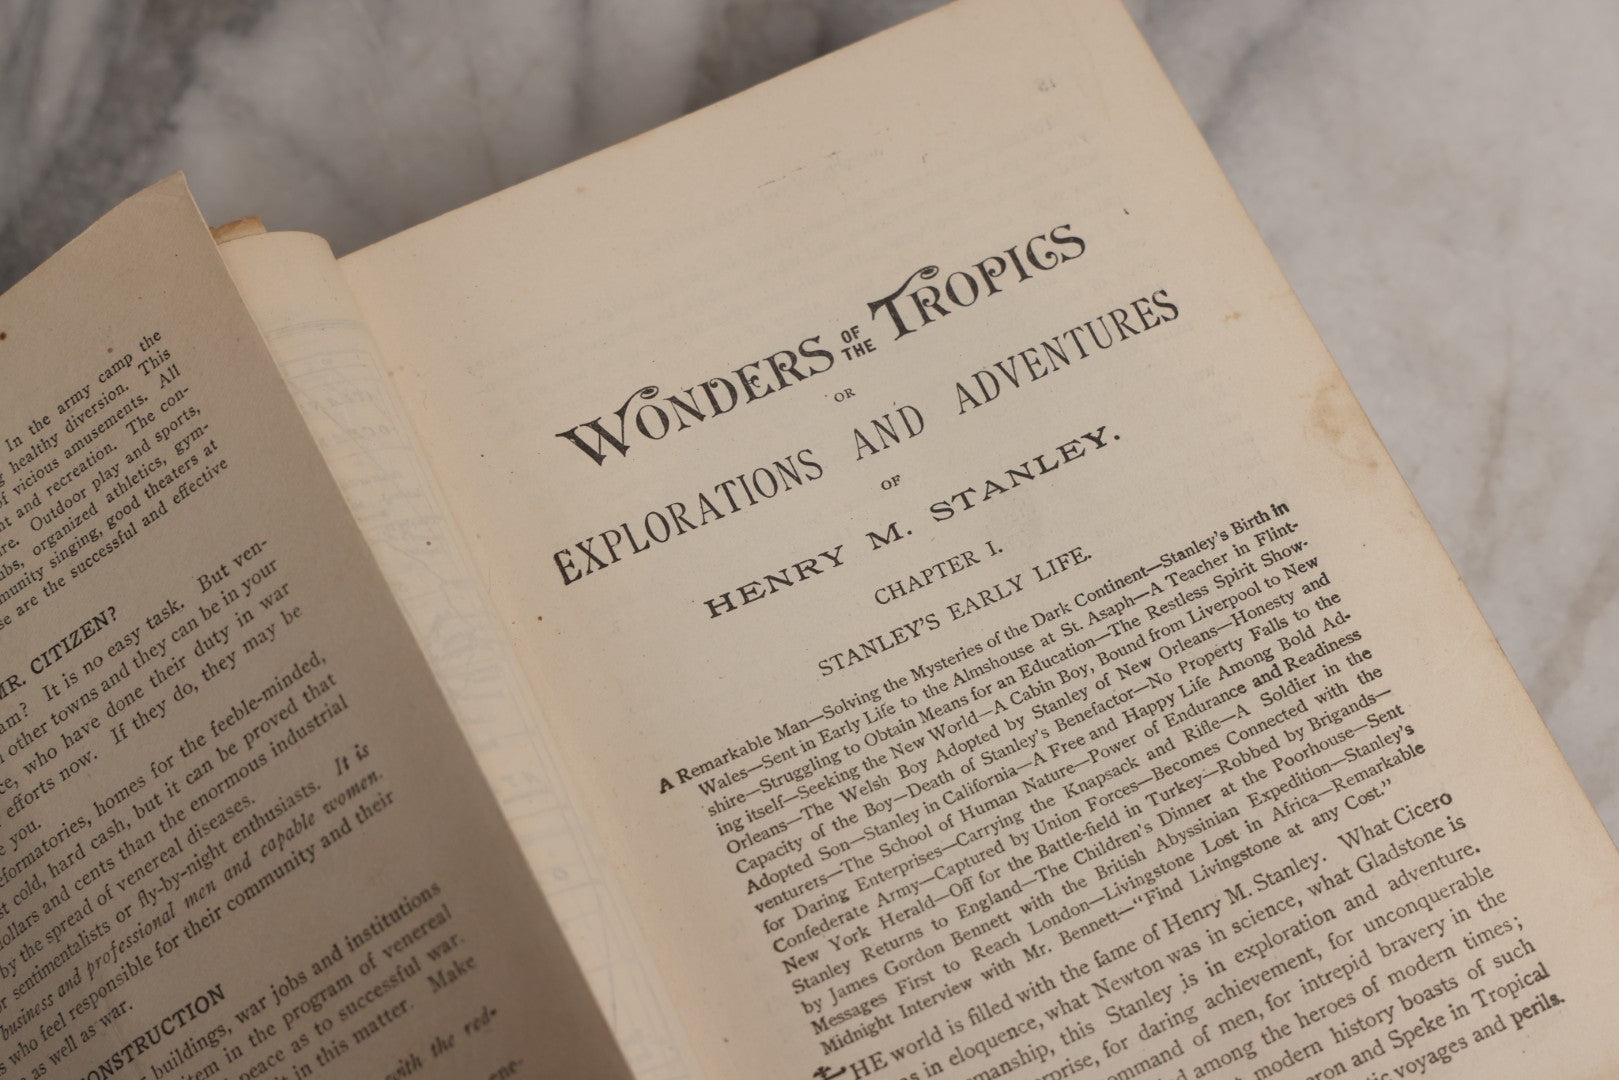 In the army camp the
healthy diversion. This
of vicious amusements. All
and recreation. The con-
Outdoor play and sports,
organized athletics, gym-
singing, good theaters at
are the successful and effective
MR. CITIZEN?
It is no easy task. But ven-
other towns and they can be in your
who have done their duty in war
efforts now. If they do, they may be
you.
homes for the feeble-minded,
cold, hard cash, but it can be proved that
dollars and cents than the enormous industrial
by the spread of venereal diseases.
sentimentalists or fly-by-night enthusiasts. It is
business and professional men and capable women.
who feel responsible for their community and their
as well as war.
buildings, war jobs and institutions
item in the program of venereal
peace as to successful war.
in this matter. Make
with the red-
WONDERS OF THE TROPICS
OR
EXPLORATIONS AND ADVENTURES
OF
HENRY M. STANLEY.
CHAPTER I.
STANLEY'S EARLY LIFE.
A Remarkable Man—Solving the Mysteries of the Dark Continent—Stanley's Birth in
Wales—Sent in Early Life to the Almshouse at St. Asaph—A Teacher in Flint-
shire—Struggling to Obtain Means for an Education—The Restless Spirit Show-
ing itself—Seeking the New World—A Cabin Boy, Bound from Liverpool to New
Orleans—The Welsh Boy Adopted by Stanley of New Orleans—Honesty and
Capacity of the Boy—Death of Stanley's Benefactor—No Property Falls to the
Adopted Son—Stanley in California—A Free and Happy Life Among Bold Ad-
venturers—The School of Human Nature—Power of Endurance and Readiness
for Daring Enterprises—Carrying the Knapsack and Rifle—A Soldier in the
Confederate Army—Captured by Union Forces—Becomes Connected with the
New York Herald—Off for the Battle-field in Turkey—Robbed by Brigands—
Stanley Returns to England—The Children's Dinner at the Poorhouse—Sent
by James Gordon Bennett with the British Abyssinian Expedition—Stanley's
Messages First to Reach London—Livingstone Lost in Africa—Remarkable
Midnight Interview with Mr. Bennett—"Find Livingstone at any Cost."
THE world is filled with the fame of Henry M. Stanley. What Cicero
in eloquence, what Newton was in science, what Gladstone is
this Stanley is in exploration and adventure.
for daring achievement, for unconquerable
command of men, for intrepid bravery in the
among the heroes of modern times;
modern history boasts of such
and Speke in Tropical
voyages and perils.